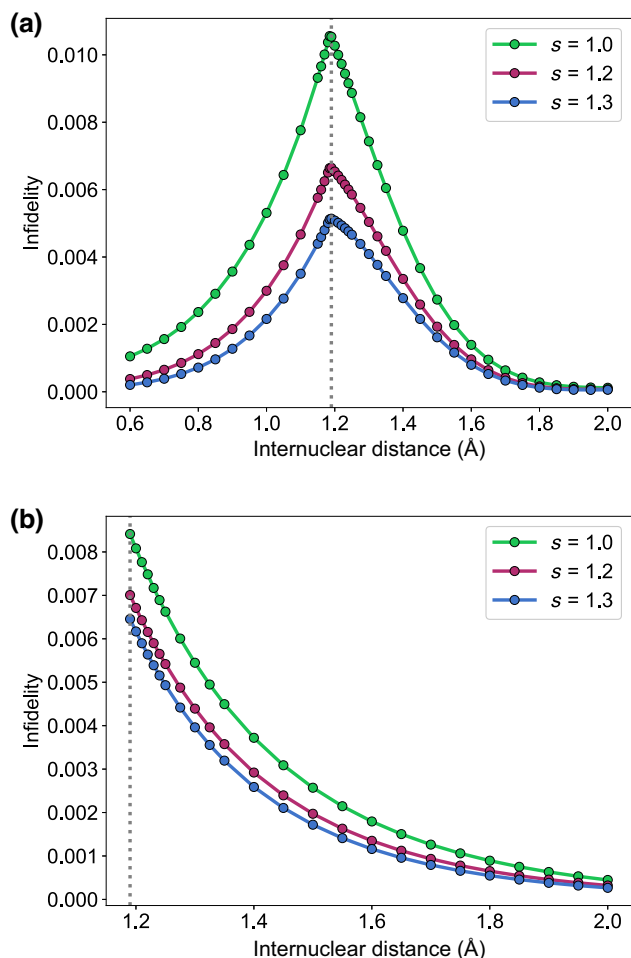 (a)
0.010
0.008
0.006
0.004
0.002
0.000
Infidelity
s = 1.0
s = 1.2
s = 1.3
0.6 0.8 1.0 1.2 1.4 1.6 1.8 2.0
Internuclear distance (Å)
(b)
0.008
0.007
0.006
0.005
0.004
0.003
0.002
0.001
0.000
Infidelity
s = 1.0
s = 1.2
s = 1.3
1.2 1.4 1.6 1.8 2.0
Internuclear distance (Å)